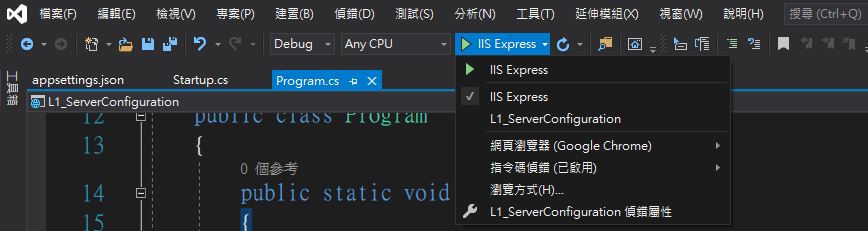 檔案(F) 編輯(E) 檢視(V) 專案(P) 建置(B) 偵錯(D) 測試(S) 分析(N) 工具(T) 延伸模組(X) 視窗(W) 說明(H) 搜尋 (Ctrl+Q)
Debug Any CPU IIS Express
工具箱
appsettings.json Startup.cs Program.cs
IIS Express
L1_ServerConfiguration
IIS Express
L1_ServerConfiguration
網頁瀏覽器 (Google Chrome)
指令碼偵錯 (已啟用)
瀏覽方式(H)...
L1_ServerConfiguration 偵錯屬性
12 public class Program
13 {
0 個參考
14 public static void
15 {